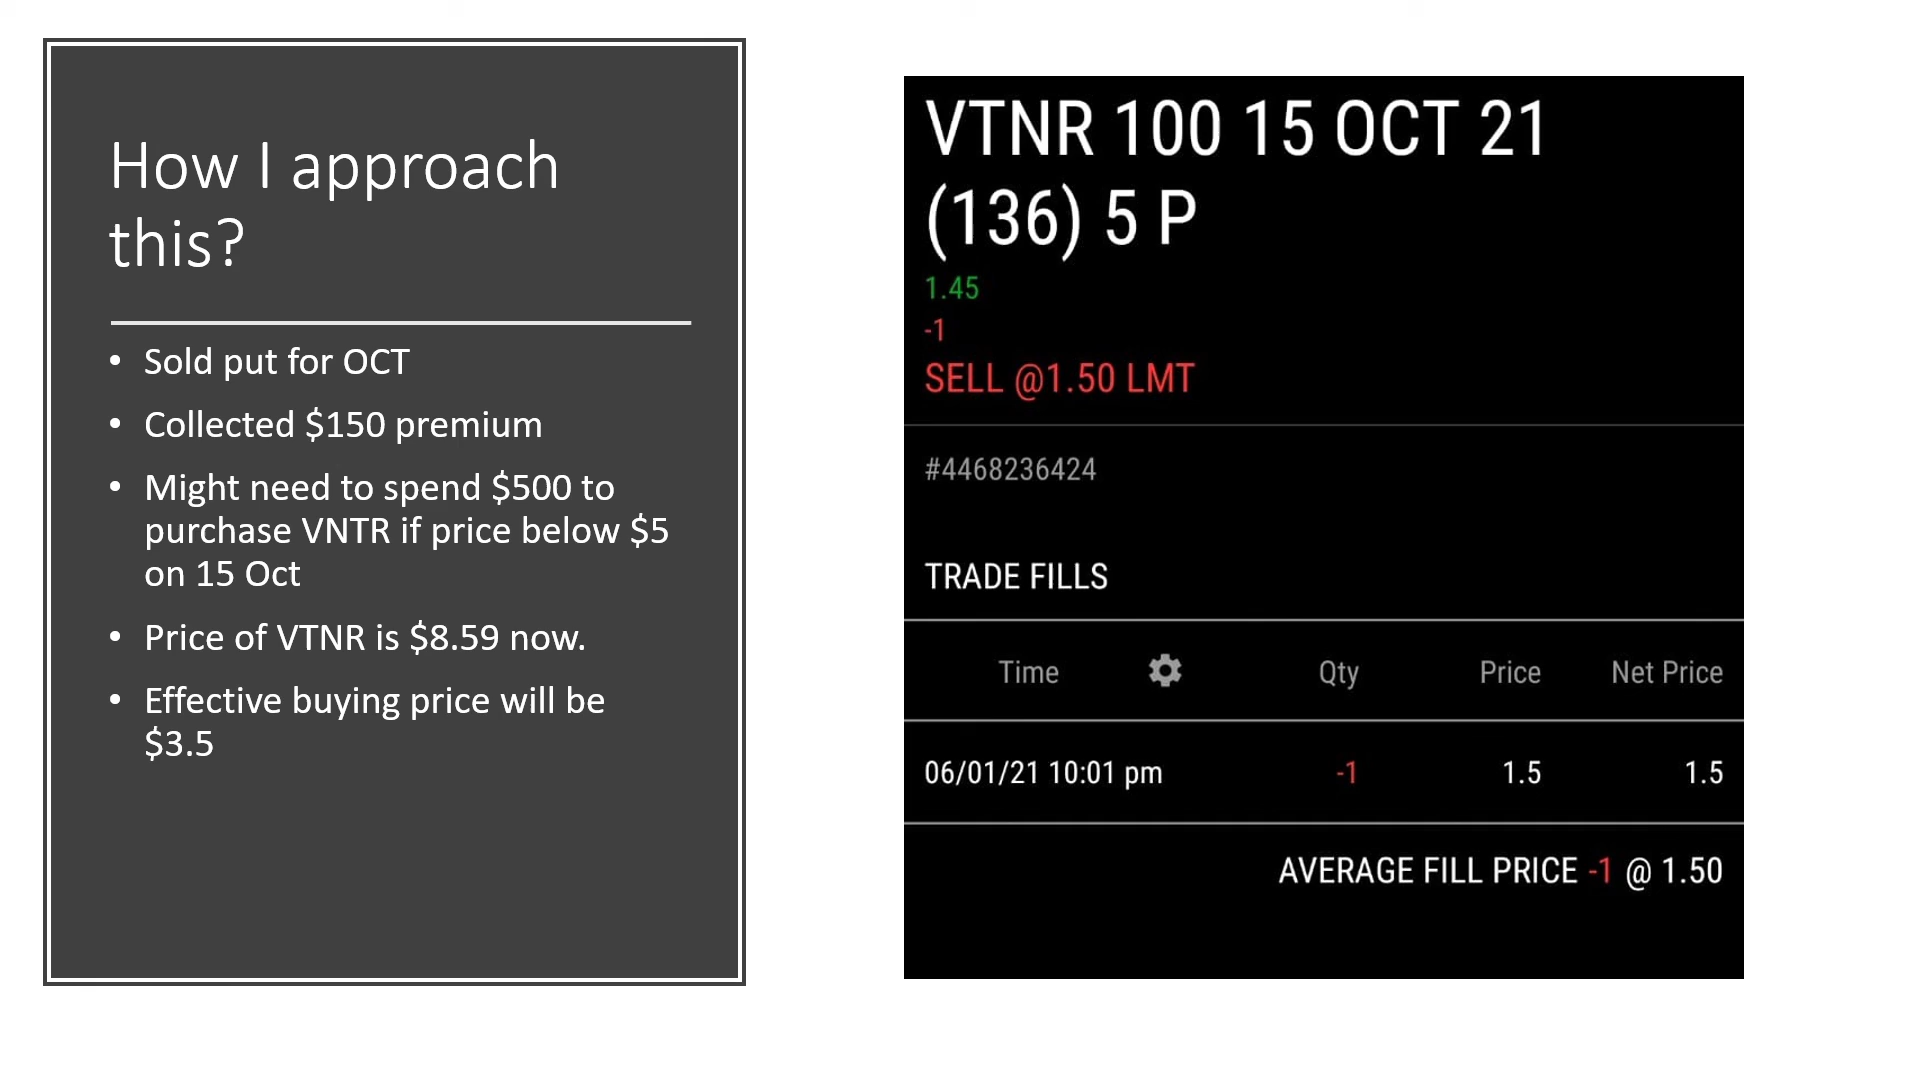 How I approach
this?
• Sold put for OCT
• Collected $150 premium
• Might need to spend $500 to
purchase VNTR if price below $5
on 15 Oct
• Price of VTNR is $8.59 now.
• Effective buying price will be
$3.5
VTNR 100 15 OCT 21
(136) 5 P
1.45
-1
SELL @1.50 LMT
#4468236424
TRADE FILLS
Time Qty Price Net Price
06/01/21 10:01 pm -1 1.5 1.5
AVERAGE FILL PRICE -1 @ 1.50